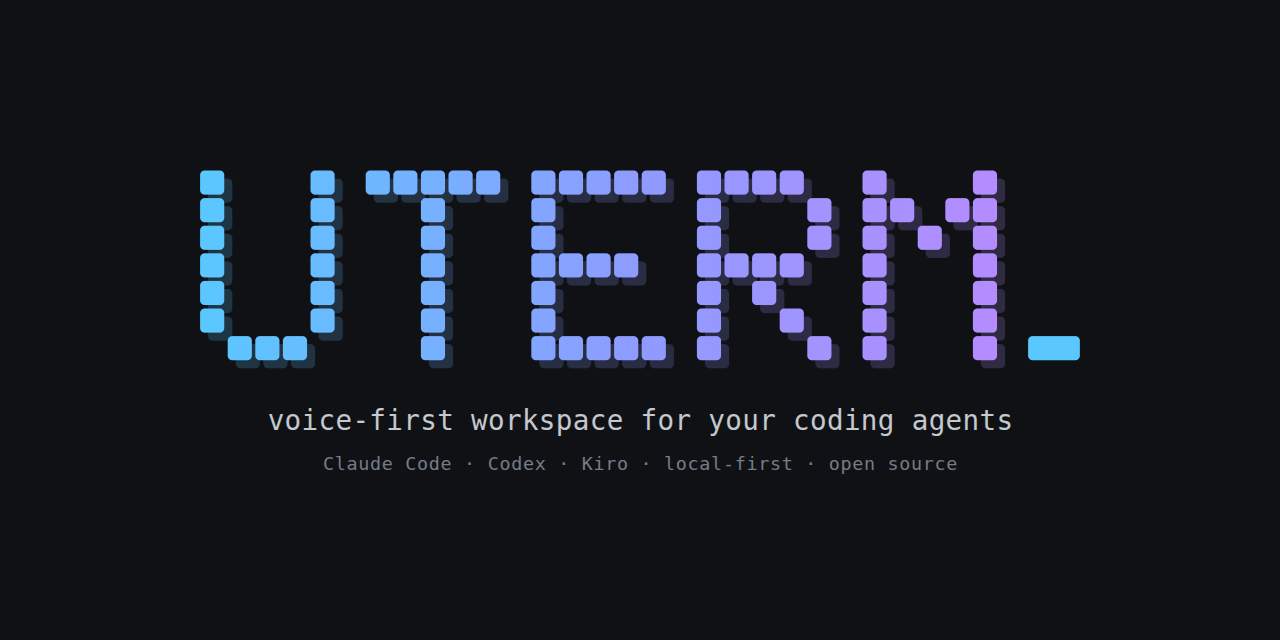 UTERM_
voice-first workspace for your coding agents
Claude Code · Codex · Kiro · local-first · open source